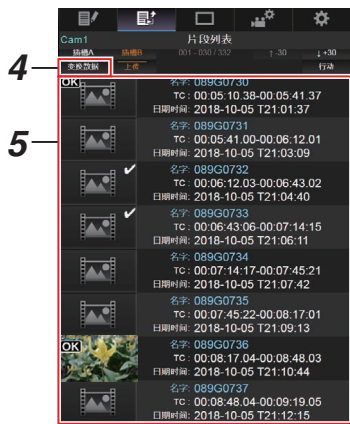 Cam1 片段列表
插槽A 插槽B 001 - 030 / 332 ↑ -30 ↓ +30
4 变换数据 上传 行动
5
OK 名字: 089G0730
TC : 00:05:10.38-00:05:41.37
日期时间: 2018-10-05 T21:01:37
名字: 089G0731
TC : 00:05:41.00-00:06:12.01
日期时间: 2018-10-05 T21:03:09
名字: 089G0732
TC : 00:06:12.03-00:06:43.02
日期时间: 2018-10-05 T21:04:40
名字: 089G0733
TC : 00:06:43.06-00:07:14:15
日期时间: 2018-10-05 T21:06:11
名字: 089G0734
TC : 00:07:14:17-00:07:45:21
日期时间: 2018-10-05 T21:07:42
名字: 089G0735
TC : 00:07:45:22-00:08:17:01
日期时间: 2018-10-05 T21:09:13
OK 名字: 089G0736
TC : 00:08:17.04-00:08:48.03
日期时间: 2018-10-05 T21:10:44
名字: 089G0737
TC : 00:08:48.04-00:09:19.05
日期时间: 2018-10-05 T21:12:15